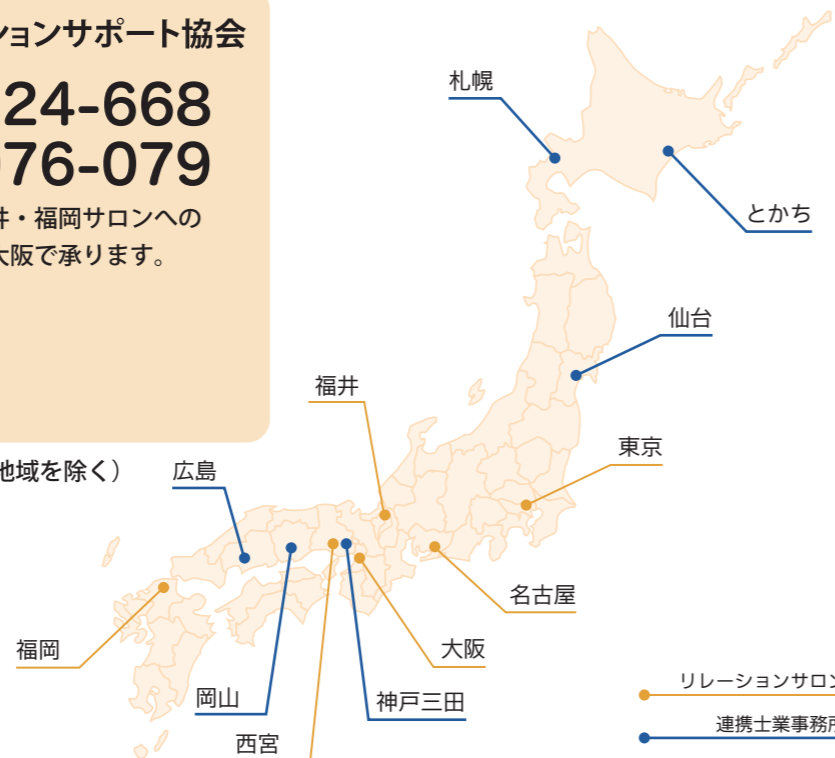 ションサポート協会
24-668
76-079
・福岡サロンへの
大阪で承ります。
地域を除く）
札幌
とかち
仙台
福井
東京
広島
名古屋
福岡
大阪
岡山
神戸三田
西宮
リレーションサロン
連携士業事務所